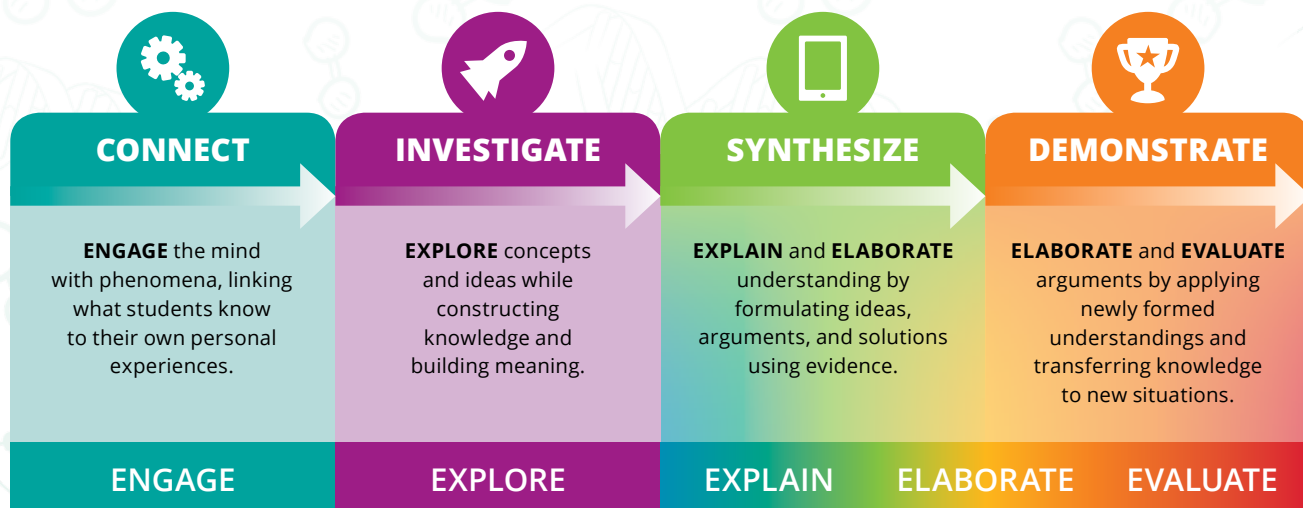 CONNECT
ENGAGE the mind
with phenomena, linking
what students know
to their own personal
experiences.
INVESTIGATE
EXPLORE concepts
and ideas while
constructing
knowledge and
building meaning.
SYNTHESIZE
EXPLAIN and ELABORATE
understanding by
formulating ideas,
arguments, and solutions
using evidence.
DEMONSTRATE
ELABORATE and EVALUATE
arguments by applying
newly formed
understandings and
transferring knowledge
to new situations.
ENGAGE
EXPLORE
EXPLAIN
ELABORATE
EVALUATE